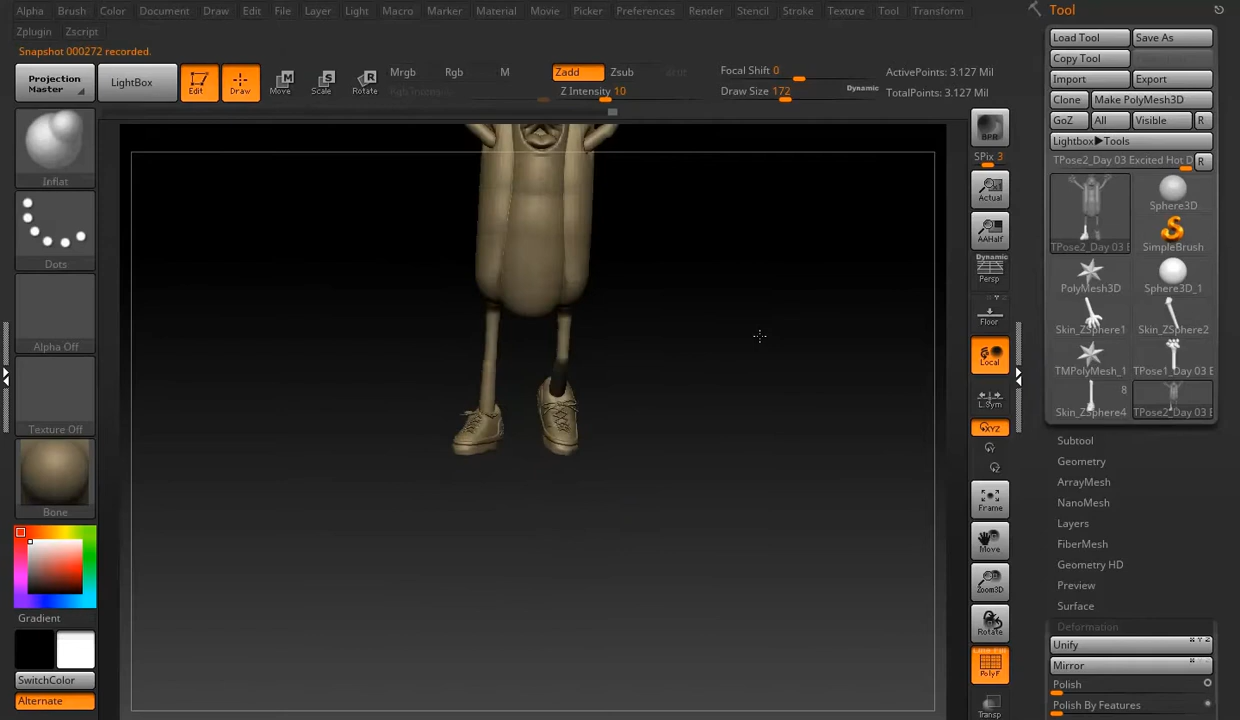 Alpha Brush Color Document Draw Edit File Layer Light Macro Marker Material Movie Picker Preferences Render Stencil Stroke Texture Tool Transform
Zplugin Zscript
Snapshot 000272 recorded.
Projection Master
LightBox
Edit
Draw
Move
Scale
Rotate
Mrgb Rgb M
Zadd Zsub
Z Intensity 10
Focal Shift 0
Draw Size 172
Dynamic
ActivePoints: 3.127 Mil
TotalPoints: 3.127 Mil
Inflat
Dots
Alpha Off
Texture Off
Bone
Gradient
SwitchColor
Alternate
BPR
SPix 3
Actual
AAHalf
Dynamic
Persp
Floor
Local
L.Sym
XYZ
Frame
Move
Zoom3D
Rotate
PolyF
Transp
Tool
Load Tool Save As
Copy Tool
Import Export
Clone Make PolyMesh3D
GoZ All Visible R
Lightbox▶Tools
TPose2_Day 03 Excited Hot D R
TPose2_Day 03 E
Sphere3D
SimpleBrush
PolyMesh3D Sphere3D_1
Skin_ZSphere1 Skin_ZSphere2
TMPolyMesh_1 TPose1_Day 03 E
8
Skin_ZSphere4 TPose2_Day 03 E
Subtool
Geometry
ArrayMesh
NanoMesh
Layers
FiberMesh
Geometry HD
Preview
Surface
Deformation
Unify
Mirror
Polish
Polish By Features